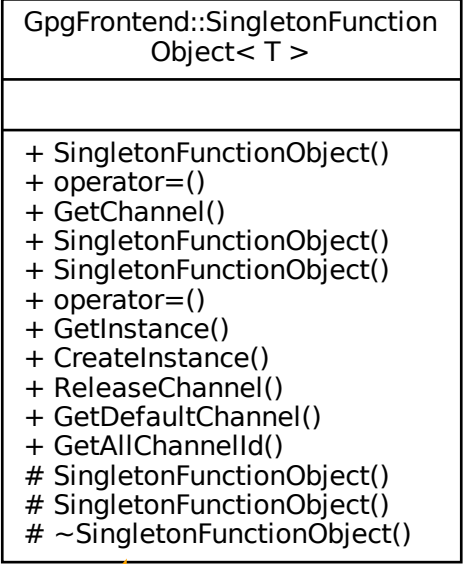 GpgFrontend::SingletonFunction
Object< T >
+ SingletonFunctionObject()
+ operator=()
+ GetChannel()
+ SingletonFunctionObject()
+ SingletonFunctionObject()
+ operator=()
+ GetInstance()
+ CreateInstance()
+ ReleaseChannel()
+ GetDefaultChannel()
+ GetAllChannelId()
# SingletonFunctionObject()
# SingletonFunctionObject()
# ~SingletonFunctionObject()